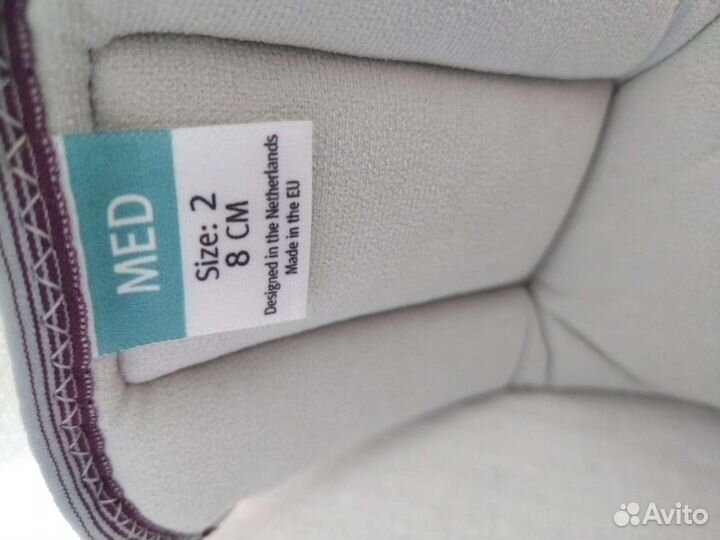 MED
Size: 2
8 CM
Designed in the Netherlands
Made in the EU
Avito